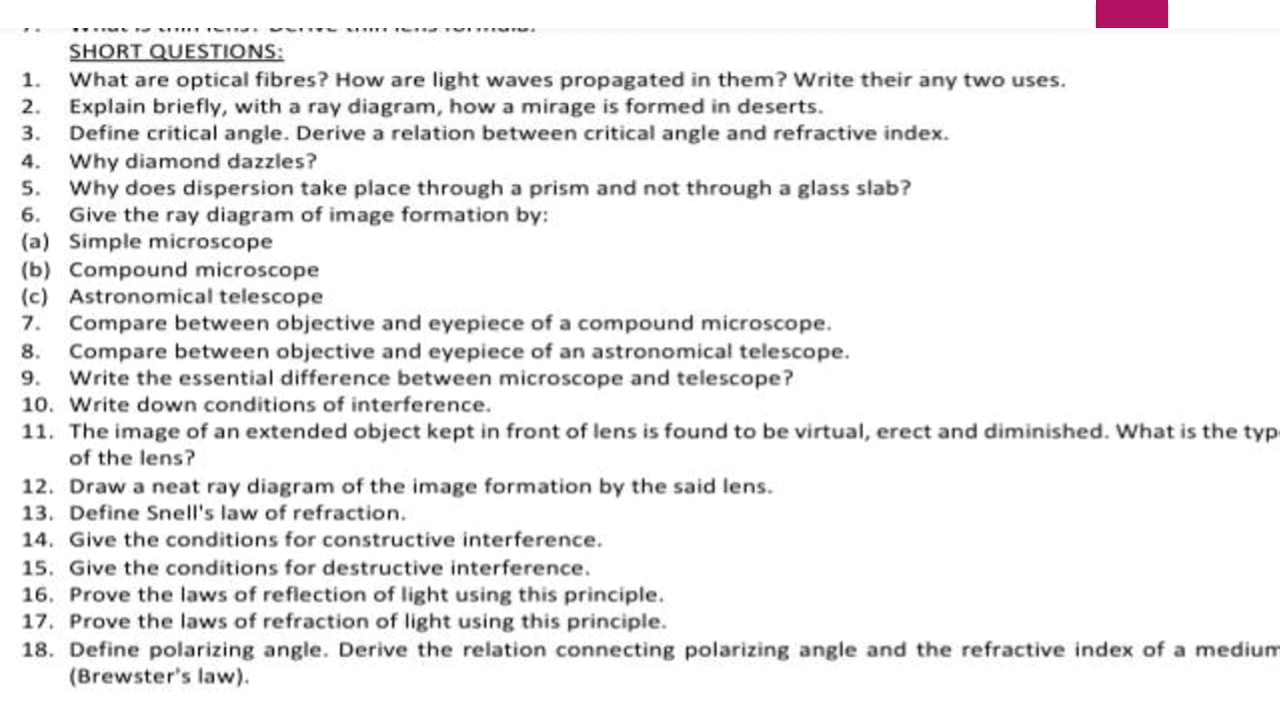 7. What is thin lens? Derive thin lens formula.
SHORT QUESTIONS:
1. What are optical fibres? How are light waves propagated in them? Write their any two uses.
2. Explain briefly, with a ray diagram, how a mirage is formed in deserts.
3. Define critical angle. Derive a relation between critical angle and refractive index.
4. Why diamond dazzles?
5. Why does dispersion take place through a prism and not through a glass slab?
6. Give the ray diagram of image formation by:
(a) Simple microscope
(b) Compound microscope
(c) Astronomical telescope
7. Compare between objective and eyepiece of a compound microscope.
8. Compare between objective and eyepiece of an astronomical telescope.
9. Write the essential difference between microscope and telescope?
10. Write down conditions of interference.
11. The image of an extended object kept in front of lens is found to be virtual, erect and diminished. What is the typ
of the lens?
12. Draw a neat ray diagram of the image formation by the said lens.
13. Define Snell's law of refraction.
14. Give the conditions for constructive interference.
15. Give the conditions for destructive interference.
16. Prove the laws of reflection of light using this principle.
17. Prove the laws of refraction of light using this principle.
18. Define polarizing angle. Derive the relation connecting polarizing angle and the refractive index of a medium
(Brewster's law).